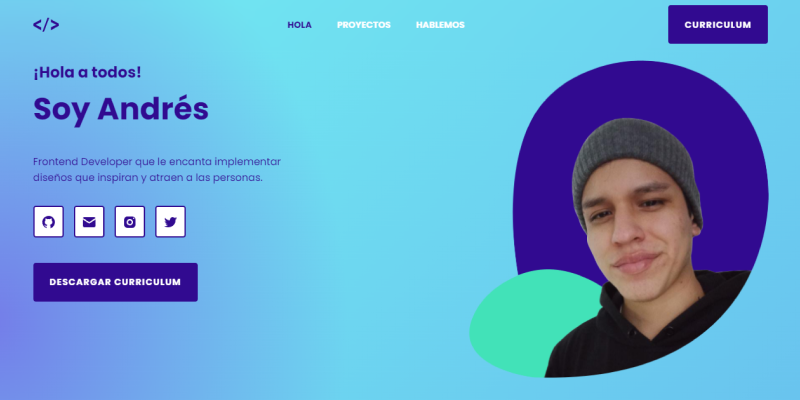 </>
HOLA PROYECTOS HABLEMOS
CURRICULUM
¡Hola a todos!
Soy Andrés
Frontend Developer que le encanta implementar
diseños que inspiran y atraen a las personas.
DESCARGAR CURRICULUM